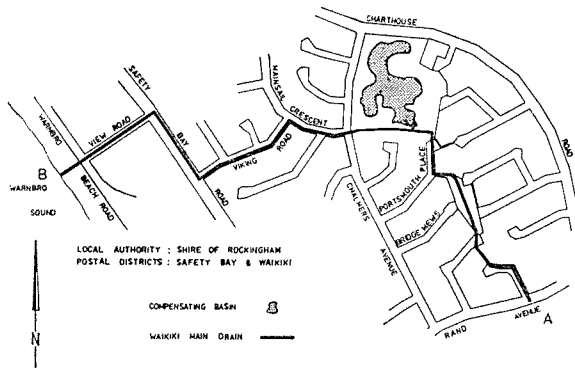 CHARTHOUSE
ROAD
SAFETY
BAY
ROAD
MAINSAIL
CRESCENT
WARNBRO
VIEW ROAD
VIKING ROAD
BEACH ROAD
B
WARNBRO
SOUND
CHALMERS
AVENUE
PORTSMOUTH
PLACE
BRIDGE MEWS
LOCAL AUTHORITY : SHIRE OF ROCKINGHAM
POSTAL DISTRICTS : SAFETY BAY & WAIKIKI
COMPENSATING BASIN
WAIKIKI MAIN DRAIN
N
RAND AVENUE
A